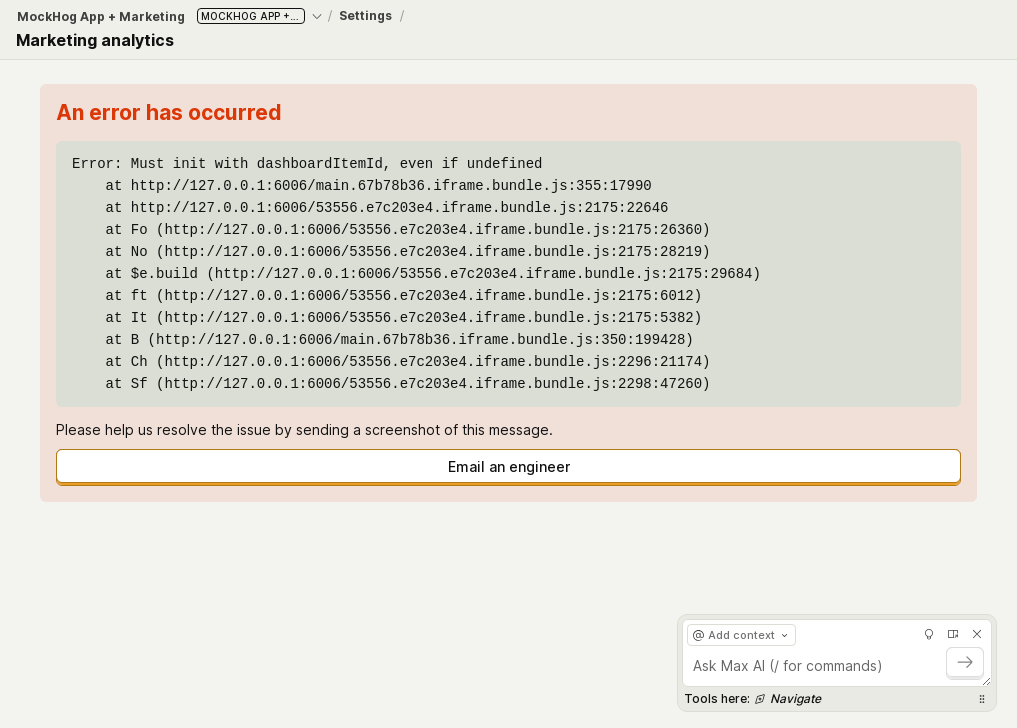 MockHog App + Marketing MOCKHOG APP +... / Settings /
Marketing analytics
An error has occurred
Error: Must init with dashboardItemId, even if undefined
at http://127.0.0.1:6006/main.67b78b36.iframe.bundle.js:355:17990
at http://127.0.0.1:6006/53556.e7c203e4.iframe.bundle.js:2175:22646
at Fo (http://127.0.0.1:6006/53556.e7c203e4.iframe.bundle.js:2175:26360)
at No (http://127.0.0.1:6006/53556.e7c203e4.iframe.bundle.js:2175:28219)
at $e.build (http://127.0.0.1:6006/53556.e7c203e4.iframe.bundle.js:2175:29684)
at ft (http://127.0.0.1:6006/53556.e7c203e4.iframe.bundle.js:2175:6012)
at It (http://127.0.0.1:6006/53556.e7c203e4.iframe.bundle.js:2175:5382)
at B (http://127.0.0.1:6006/main.67b78b36.iframe.bundle.js:350:199428)
at Ch (http://127.0.0.1:6006/53556.e7c203e4.iframe.bundle.js:2296:21174)
at Sf (http://127.0.0.1:6006/53556.e7c203e4.iframe.bundle.js:2298:47260)
Please help us resolve the issue by sending a screenshot of this message.
Email an engineer
@ Add context
Ask Max AI (/ for commands)
Tools here: Navigate